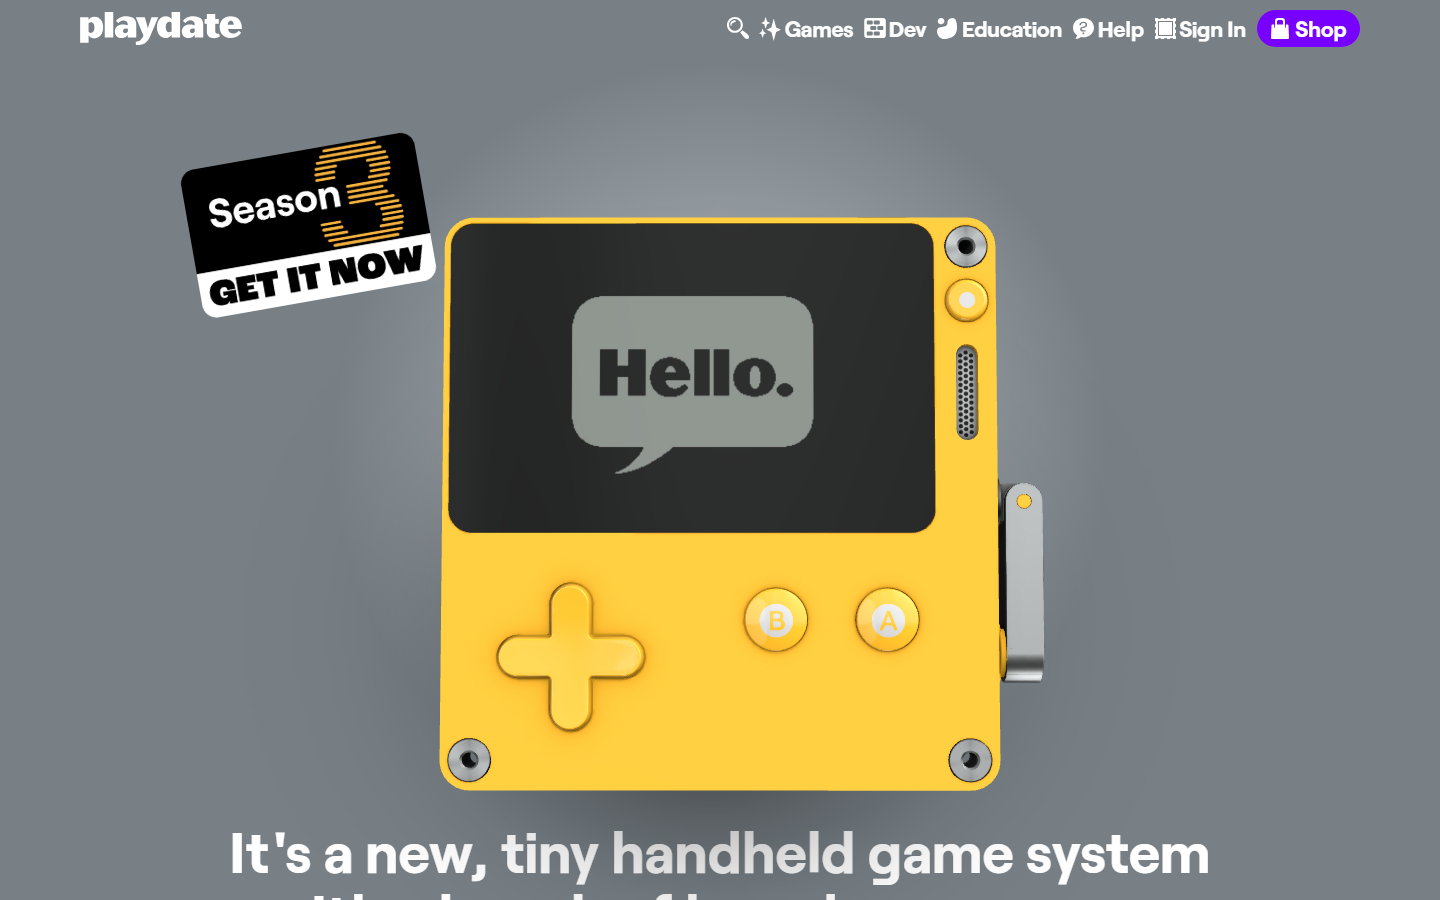 playdate
Games Dev Education Help Sign In Shop
Season 3
GET IT NOW
Hello.
B A
It's a new, tiny handheld game system